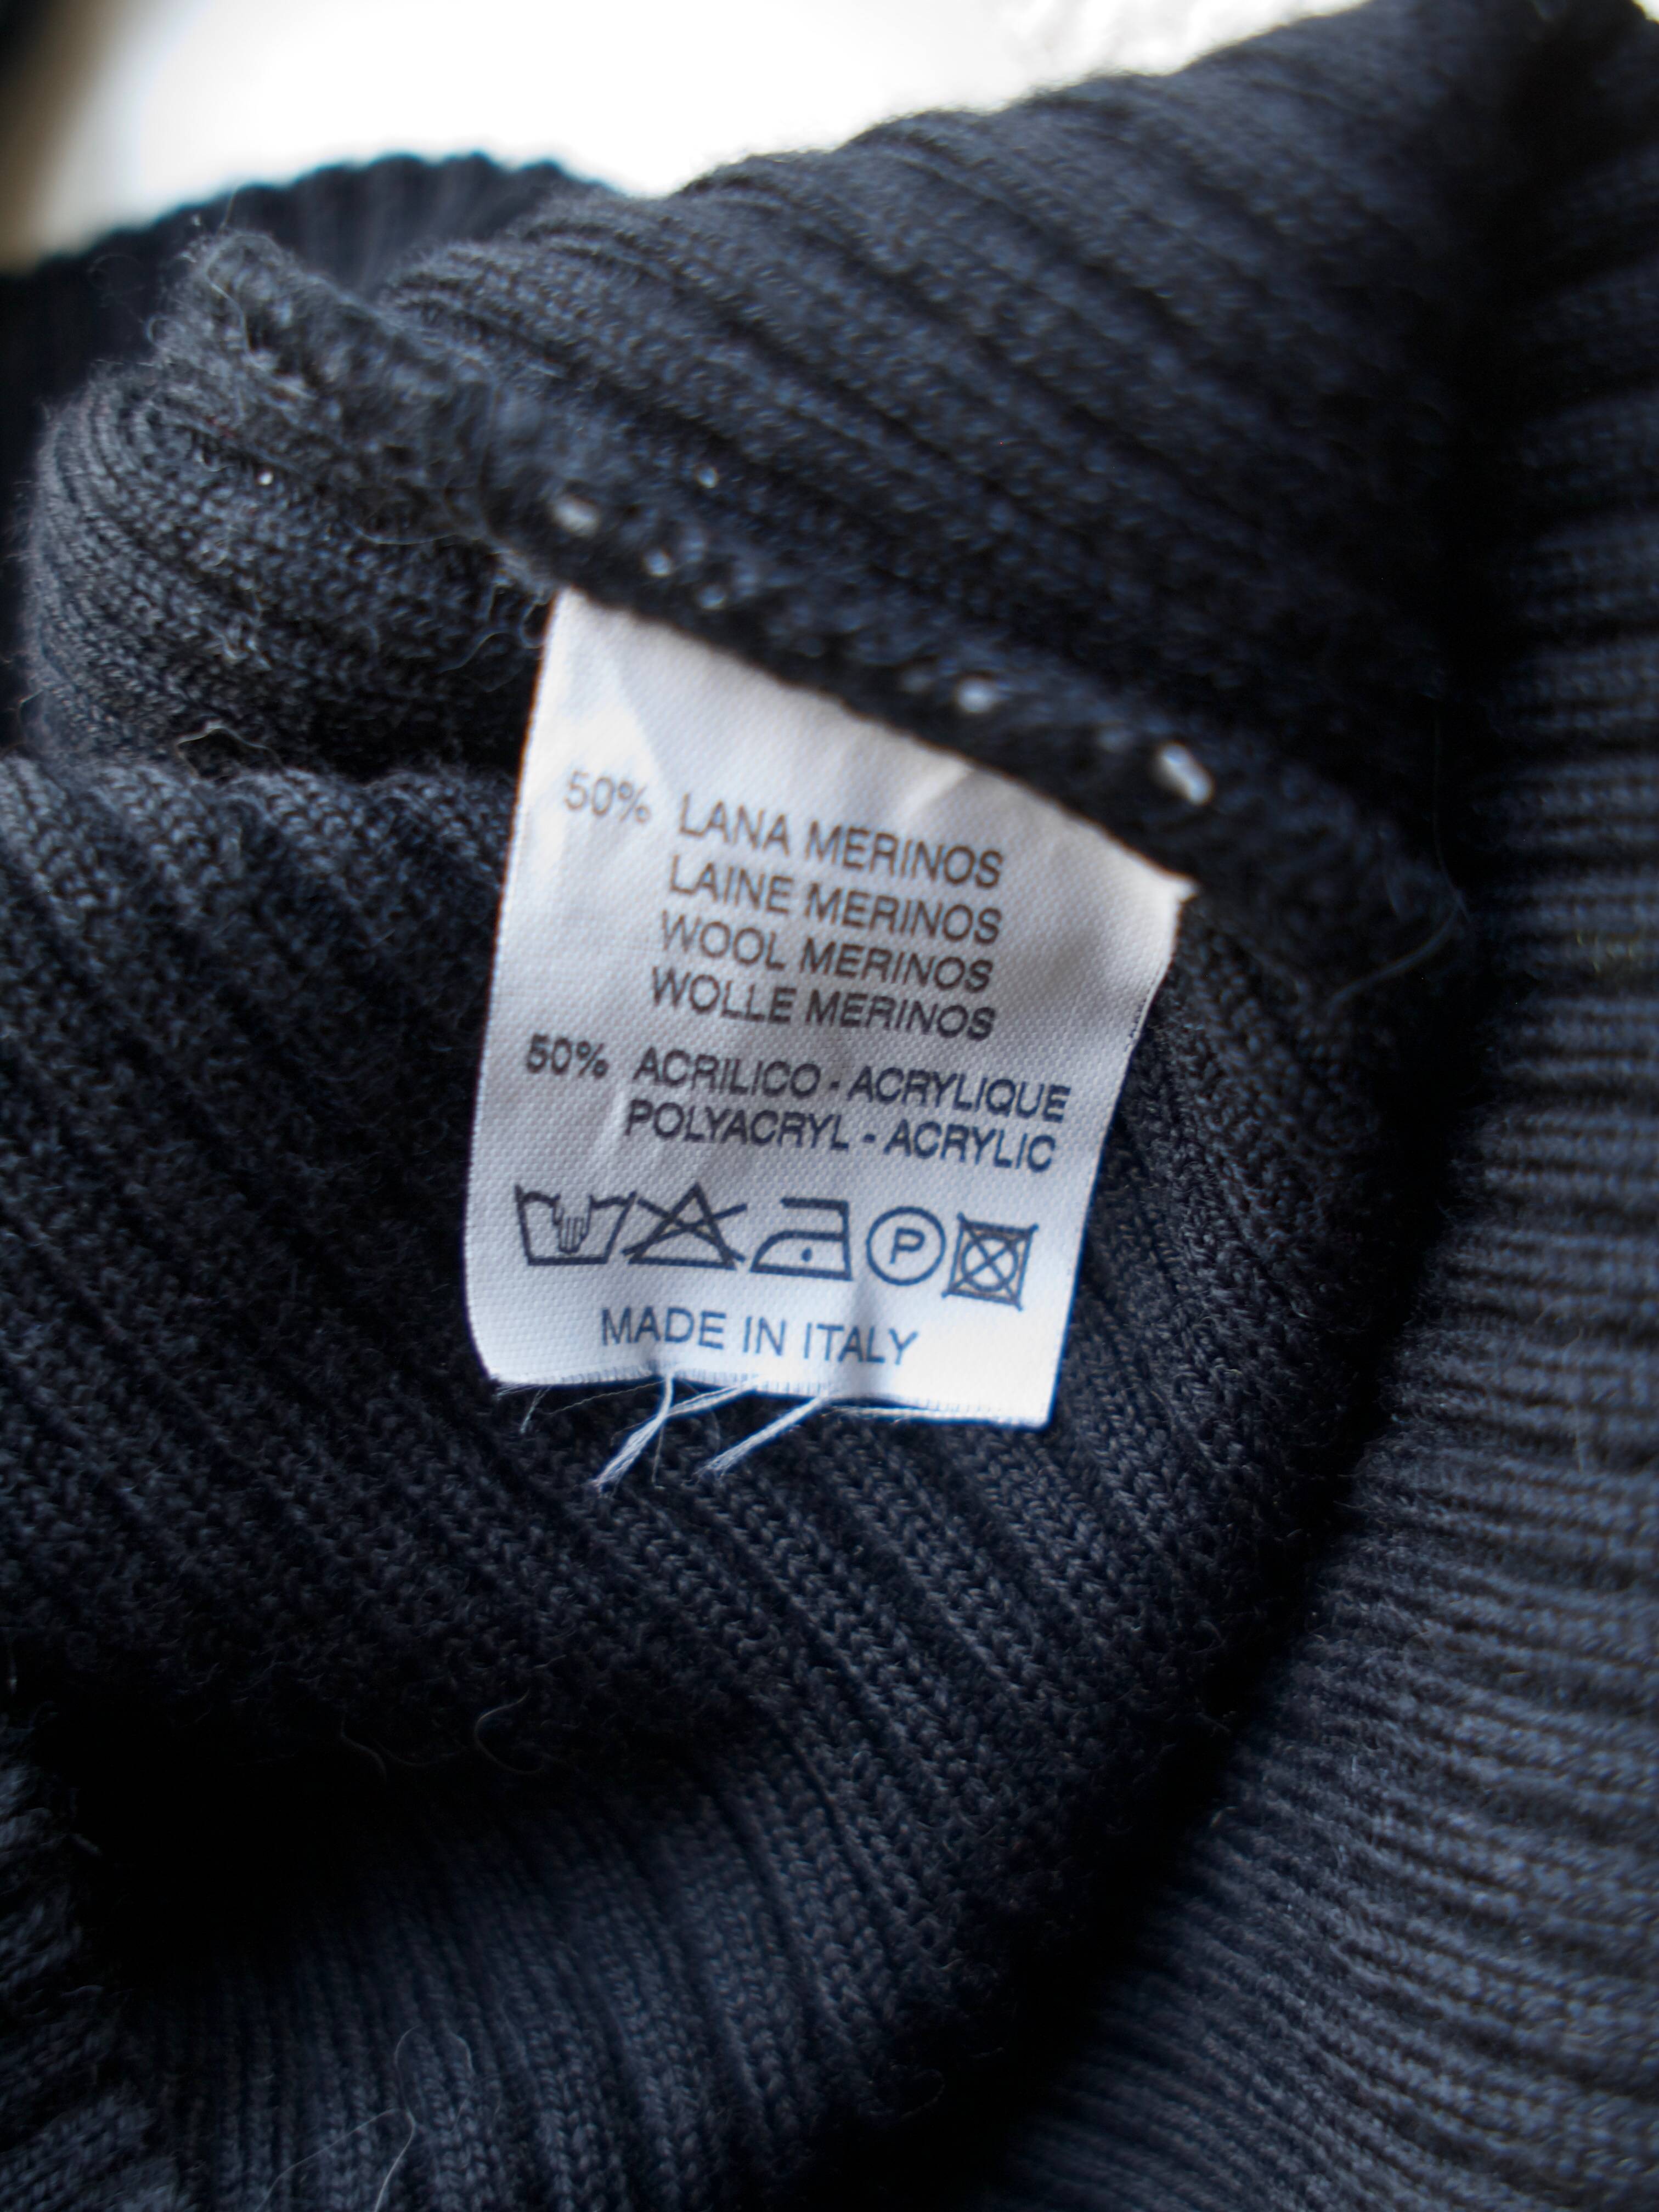 50% LANA MERINOS
LAINE MERINOS
WOOL MERINOS
WOLLE MERINOS
50% ACRILICO - ACRYLIQUE
POLYACRYL - ACRYLIC
P
MADE IN ITALY